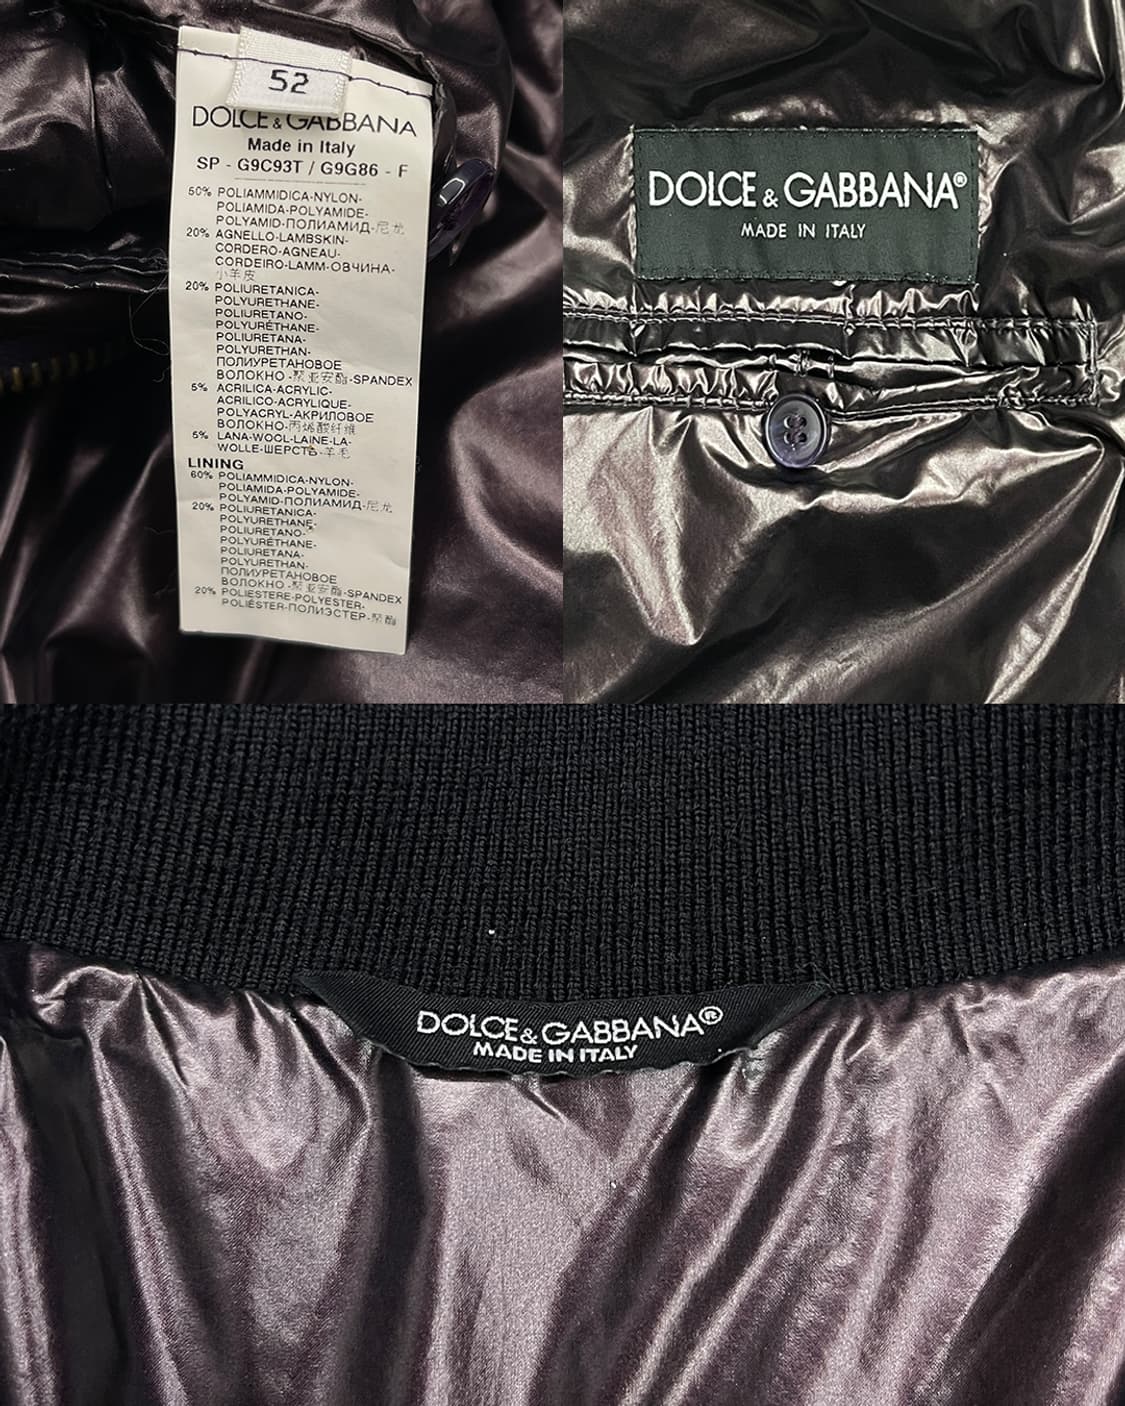 52
DOLCE & GABBANA
Made in Italy
SP - G9C93T / G9G86 - F
50% POLIAMMIDICA-NYLON-
POLIAMIDA-POLYAMIDE-
POLYAMID-ПОЛИАМИД-尼龙
20% AGNELLO-LAMBSKIN-
CORDERO-AGNEAU-
CORDEIRO-LAMM-ОВЧИНА-
小羊皮
20% POLIURETANICA-
POLYURETHANE-
POLIURETANO-
POLYURÉTHANE-
POLIURETANA-
POLYURETHAN-
ПОЛИУРЕТАНОВОЕ
ВОЛОКНО-聚亚安酯-SPANDEX
5% ACRILICA-ACRYLIC-
ACRILICO-ACRYLIQUE-
POLYACRYL-АКРИЛОВОЕ
ВОЛОКНО-丙烯酸纤维
5% LANA-WOOL-LAINE-LA-
WOLLE-ШЕРСТЬ-羊毛
LINING
60% POLIAMMIDICA-NYLON-
POLIAMIDA-POLYAMIDE-
POLYAMID-ПОЛИАМИД-尼龙
20% POLIURETANICA-
POLYURETHANE-
POLIURETANO-
POLYURÉTHANE-
POLIURETANA-
POLYURETHAN-
ПОЛИУРЕТАНОВОЕ
ВОЛОКНО-聚亚安酯-SPANDEX
20% POLIESTERE-POLYESTER-
POLIÉSTER-ПОЛИЭСТЕР-聚酯
DOLCE & GABBANA®
MADE IN ITALY
DOLCE & GABBANA®
MADE IN ITALY